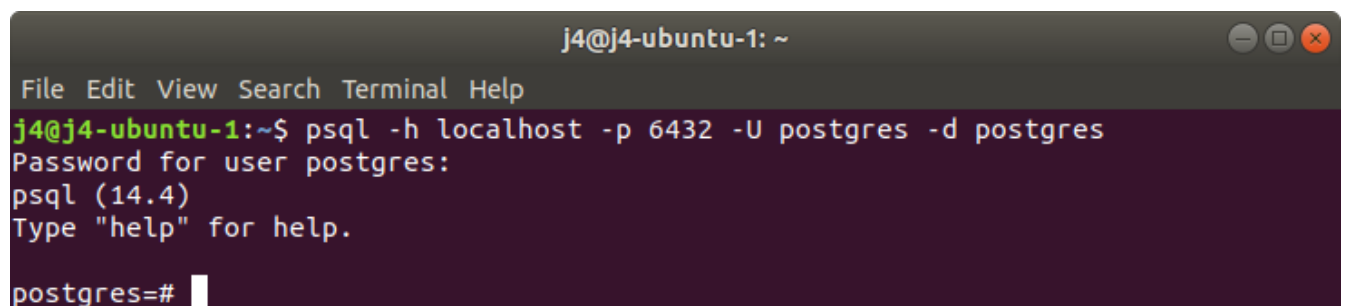 j4@j4-ubuntu-1: ~
File Edit View Search Terminal Help
j4@j4-ubuntu-1:~$ psql -h localhost -p 6432 -U postgres -d postgres
Password for user postgres:
psql (14.4)
Type "help" for help.
postgres=#